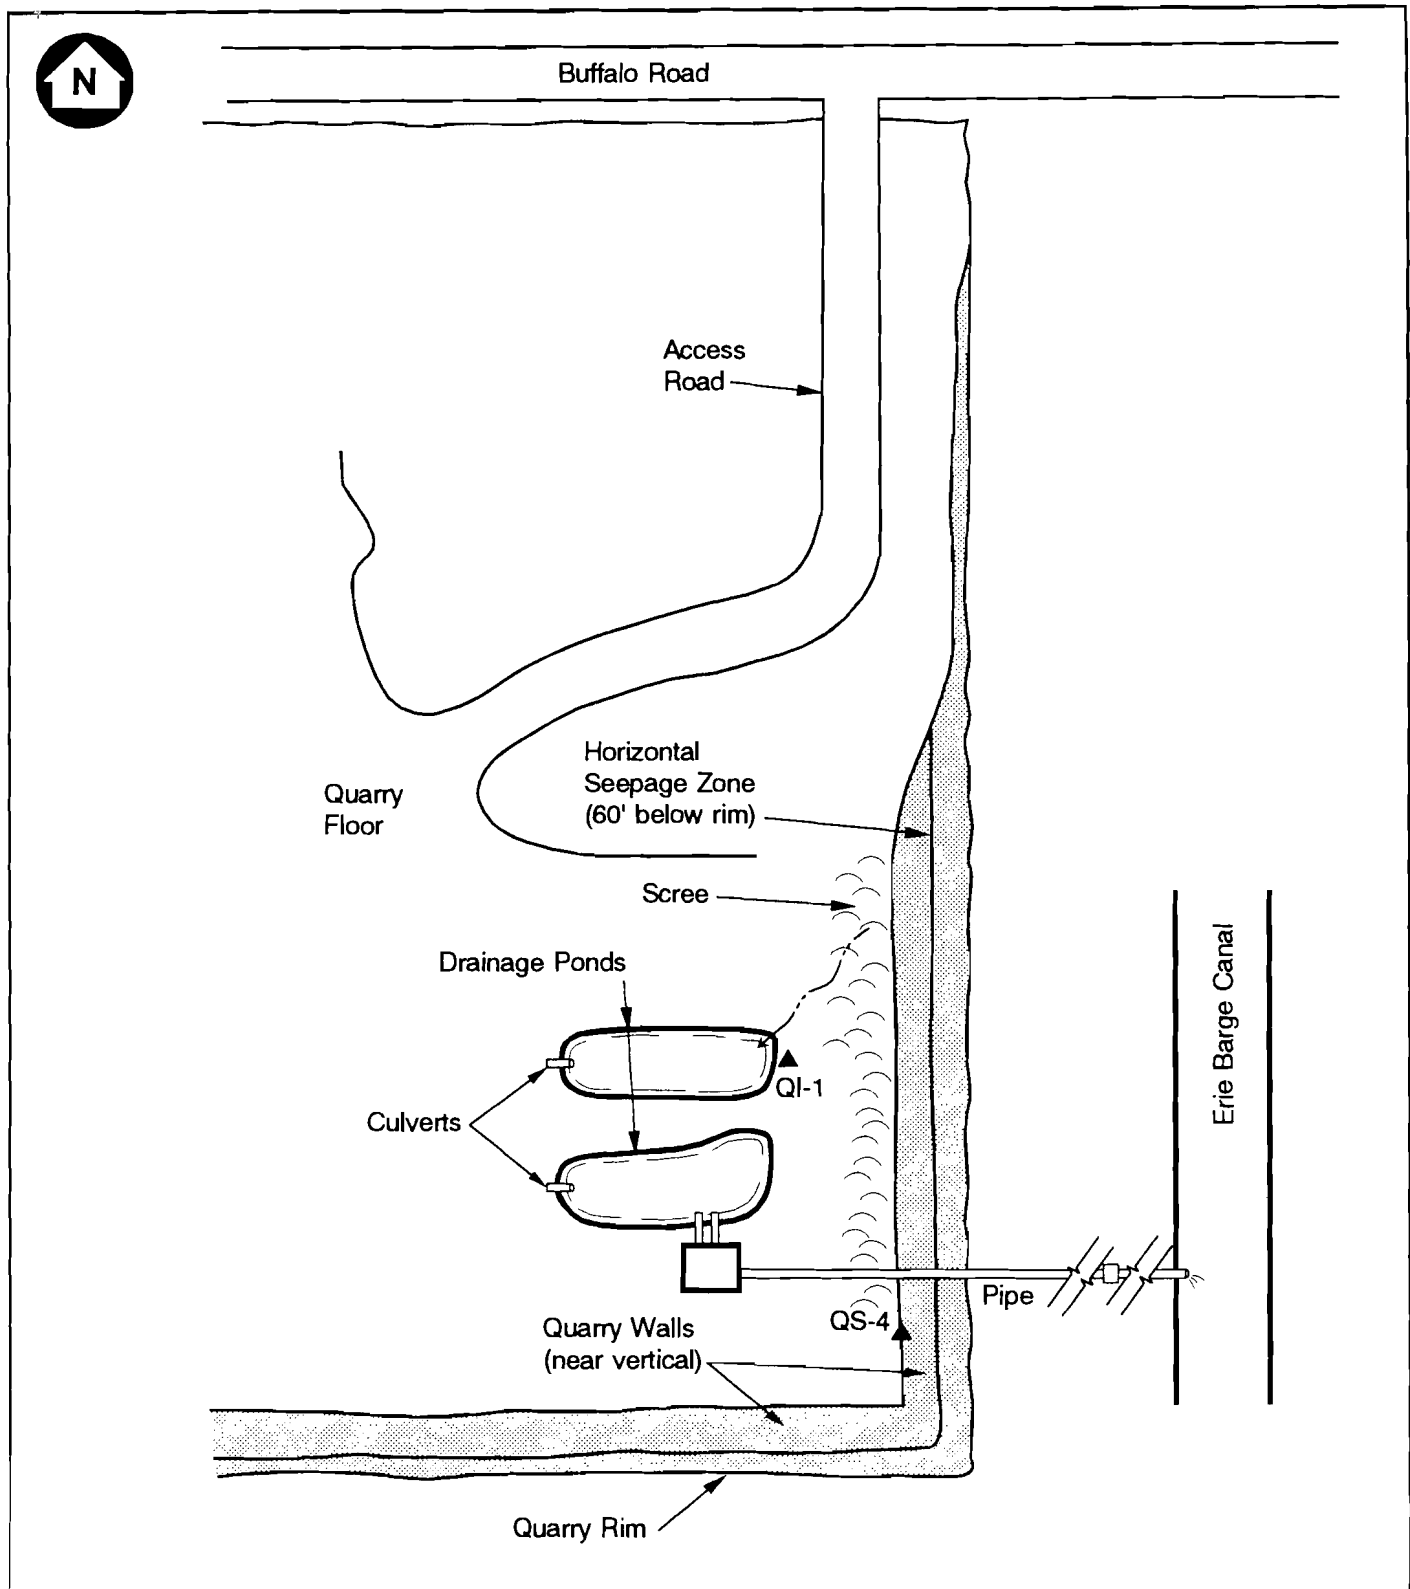 N
Buffalo Road
Access
Road
Horizontal
Seepage Zone
(60' below rim)
Quarry
Floor
Scree
Drainage Ponds
Erie Barge Canal
QI-1
Culverts
Pipe
QS-4
Quarry Walls
(near vertical)
Quarry Rim